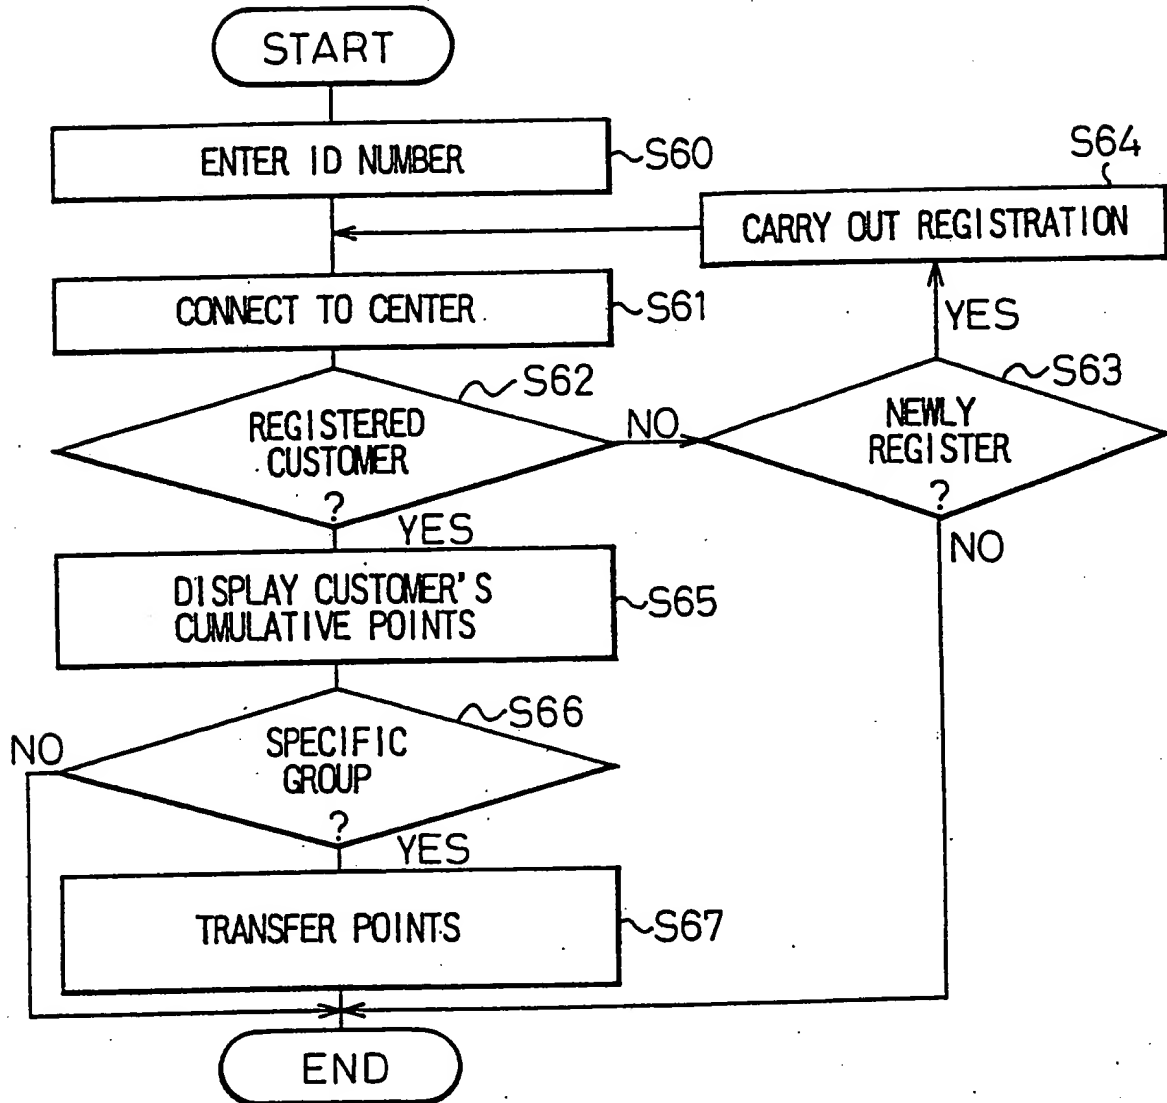 START
ENTER ID NUMBER
S60
S64
CARRY OUT REGISTRATION
CONNECT TO CENTER
S61
YES
S62
S63
REGISTERED
CUSTOMER
?
NO
NEWLY
REGISTER
?
YES
NO
DISPLAY CUSTOMER'S
CUMULATIVE POINTS
S65
S66
NO
SPECIFIC
GROUP
?
YES
TRANSFER POINTS
S67
END